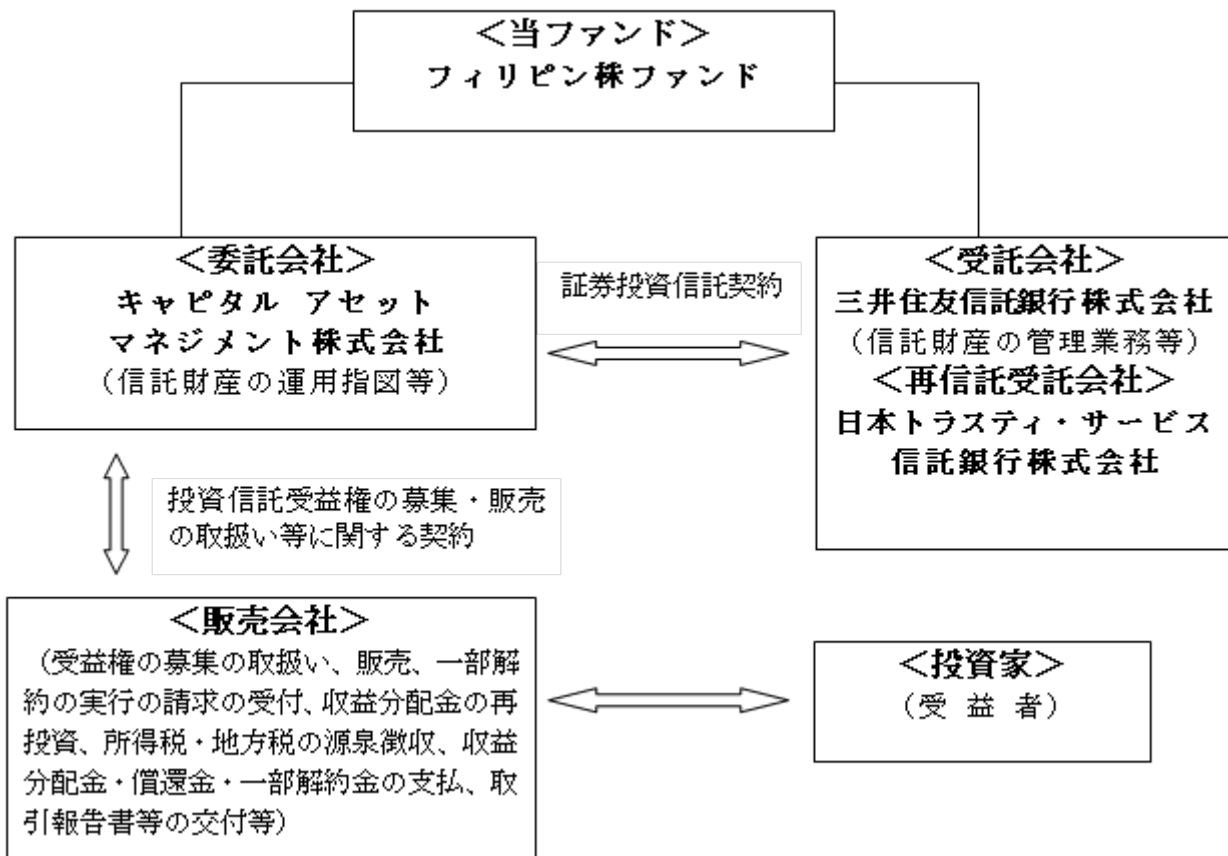 ＜当ファンド＞
フィリピン株ファンド
＜委託会社＞
キャピタル アセット
マネジメント株式会社
（信託財産の運用指図等）
証券投資信託契約
＜受託会社＞
三井住友信託銀行株式会社
（信託財産の管理業務等）
＜再信託受託会社＞
日本トラスティ・サービス
信託銀行株式会社
投資信託受益権の募集・販売
の取扱い等に関する契約
＜販売会社＞
（受益権の募集の取扱い、販売、一部解
約の実行の請求の受付、収益分配金の再
投資、所得税・地方税の源泉徴収、収益
分配金・償還金・一部解約金の支払、取
引報告書等の交付等）
＜投資家＞
（受 益 者）